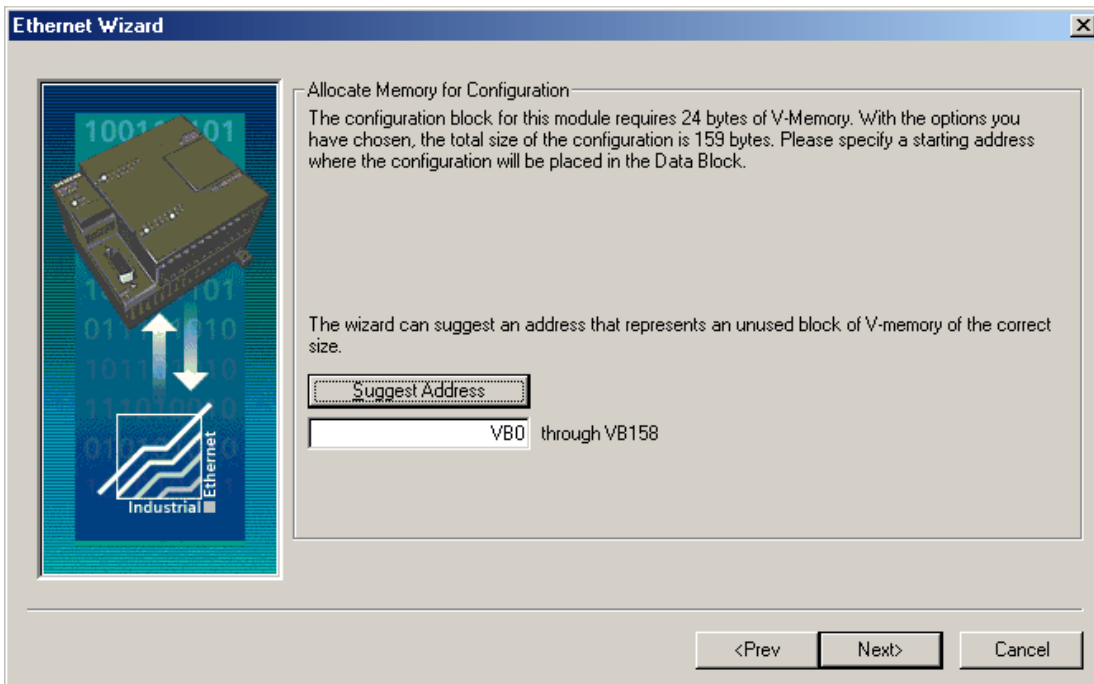 Ethernet Wizard
Allocate Memory for Configuration
The configuration block for this module requires 24 bytes of V-Memory. With the options you
have chosen, the total size of the configuration is 159 bytes. Please specify a starting address
where the configuration will be placed in the Data Block.
The wizard can suggest an address that represents an unused block of V-memory of the correct
size.
Suggest Address
VB0 through VB158
Industrial
Ethernet
<Prev
Next>
Cancel